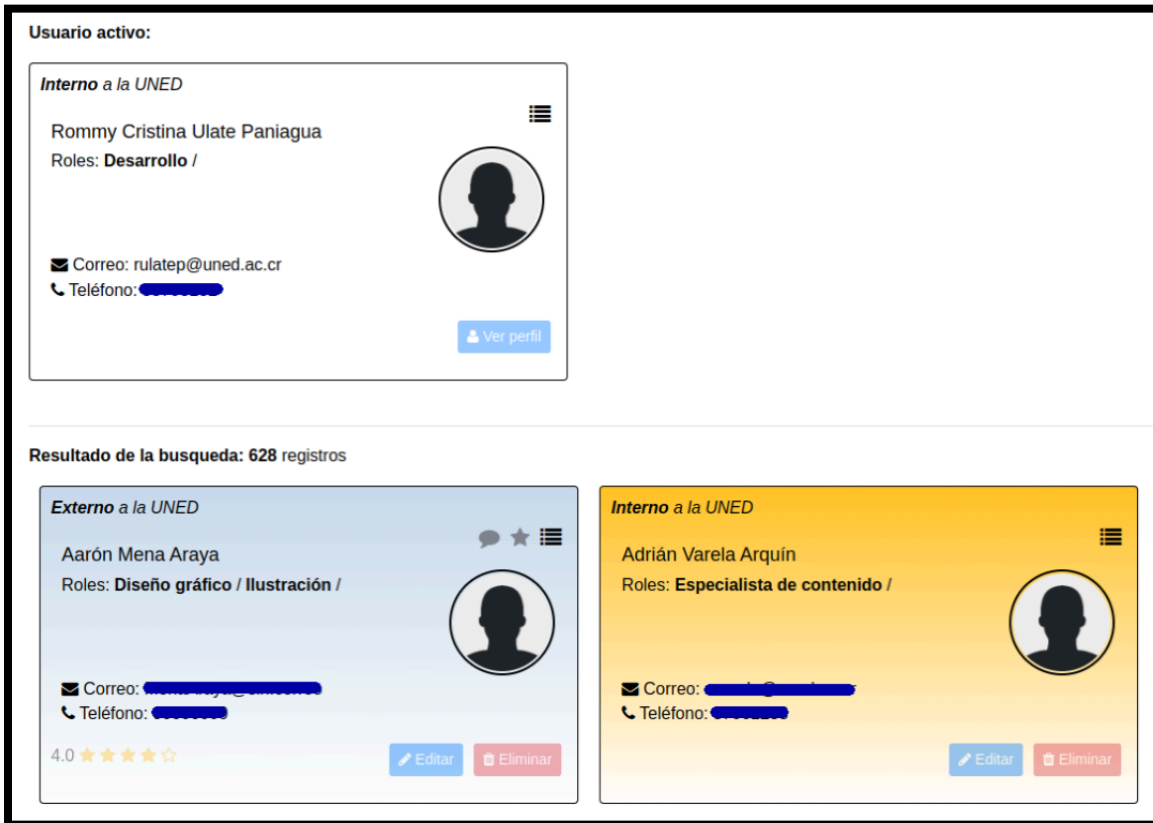 Usuario activo:
Interno a la UNED
Rommy Cristina Ulate Paniagua
Roles: Desarrollo /
Correo: rulatep@uned.ac.cr
Teléfono:
Ver perfil
Resultado de la busqueda: 628 registros
Externo a la UNED
Aarón Mena Araya
Roles: Diseño gráfico / Ilustración /
Correo:
Teléfono:
4.0
Editar
Eliminar
Interno a la UNED
Adrián Varela Arquín
Roles: Especialista de contenido /
Correo:
Teléfono:
Editar
Eliminar